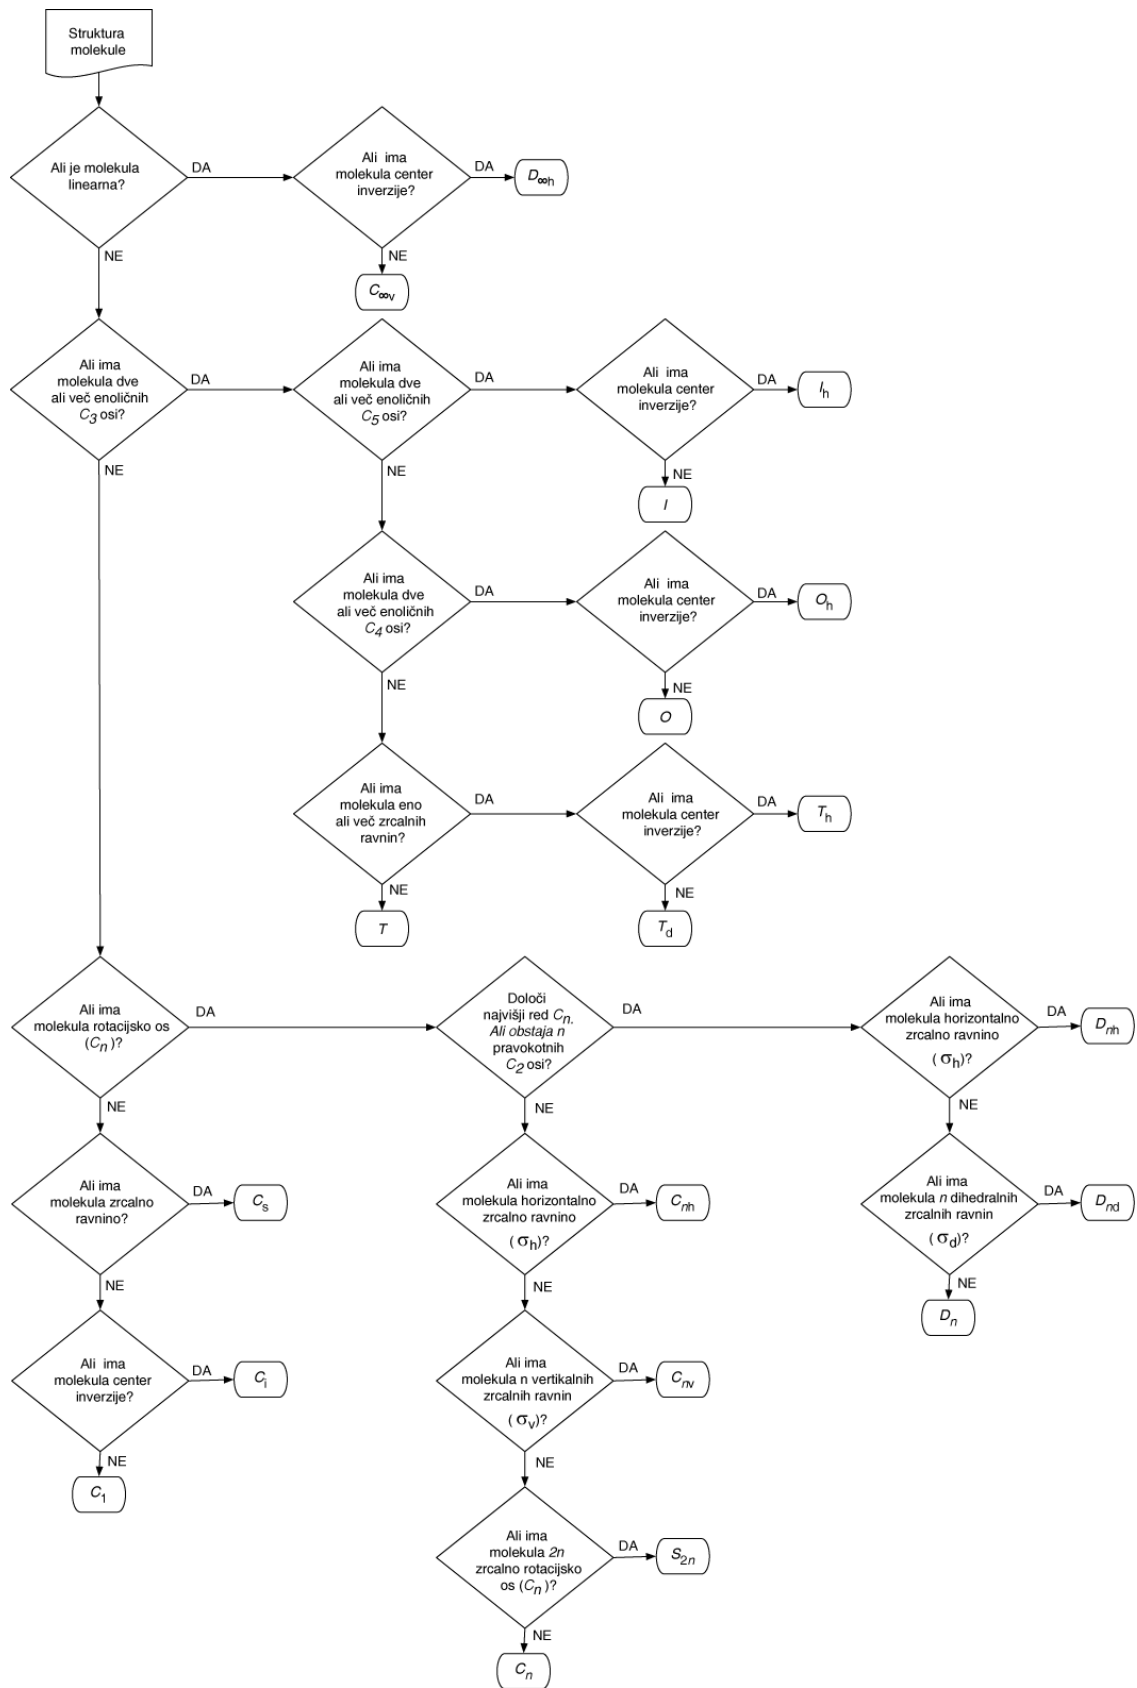 Struktura
molekule
Ali je molekula
linearna?
DA
Ali ima
molekula center
inverzije?
DA
D∞h
NE
NE
C∞v
Ali ima
molekula dve
ali več enoličnih
C3 osi?
DA
Ali ima
molekula dve
ali več enoličnih
C5 osi?
DA
Ali ima
molekula center
inverzije?
DA
Ih
NE
NE
NE
I
Ali ima
molekula dve
ali več enoličnih
C4 osi?
DA
Ali ima
molekula center
inverzije?
DA
Oh
NE
NE
O
Ali ima
molekula eno
ali več zrcalnih
ravnin?
DA
Ali ima
molekula center
inverzije?
DA
Th
NE
NE
T
Td
Ali ima
molekula rotacijsko os
(Cn)?
DA
Določi
najvišji red Cn.
Ali obstaja n
pravokotnih
C2 osi?
DA
Ali ima
molekula horizontalno
zrcalno ravnino
(σh)?
DA
Dnh
NE
NE
NE
Ali ima
molekula zrcalno
ravnino?
DA
Cs
Ali ima
molekula horizontalno
zrcalno ravnino
(σh)?
DA
Cnh
Ali ima
molekula n dihedralnih
zrcalnih ravnin
(σd)?
DA
Dnd
NE
NE
NE
Dn
Ali ima
molekula center
inverzije?
DA
Ci
Ali ima
molekula n vertikalnih
zrcalnih ravnin
(σv)?
DA
Cnv
NE
NE
C1
Ali ima
molekula 2n
zrcalno rotacijsko
os (Cn)?
DA
S2n
NE
Cn